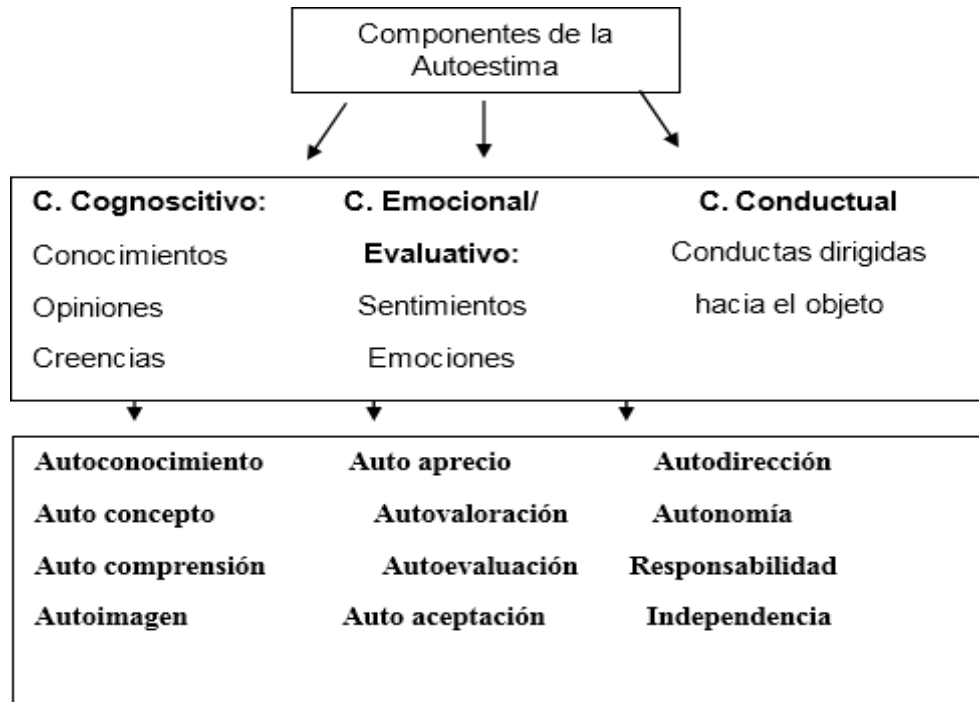 Componentes de la
Autoestima
C. Cognoscitivo:
Conocimientos
Opiniones
Creencias
C. Emocional/
Evaluativo:
Sentimientos
Emociones
C. Conductual
Conductas dirigidas
hacia el objeto
Autoconocimiento
Auto concepto
Auto comprensión
Autoimagen
Auto aprecio
Autovaloración
Autoevaluación
Auto aceptación
Autodirección
Autonomía
Responsabilidad
Independencia